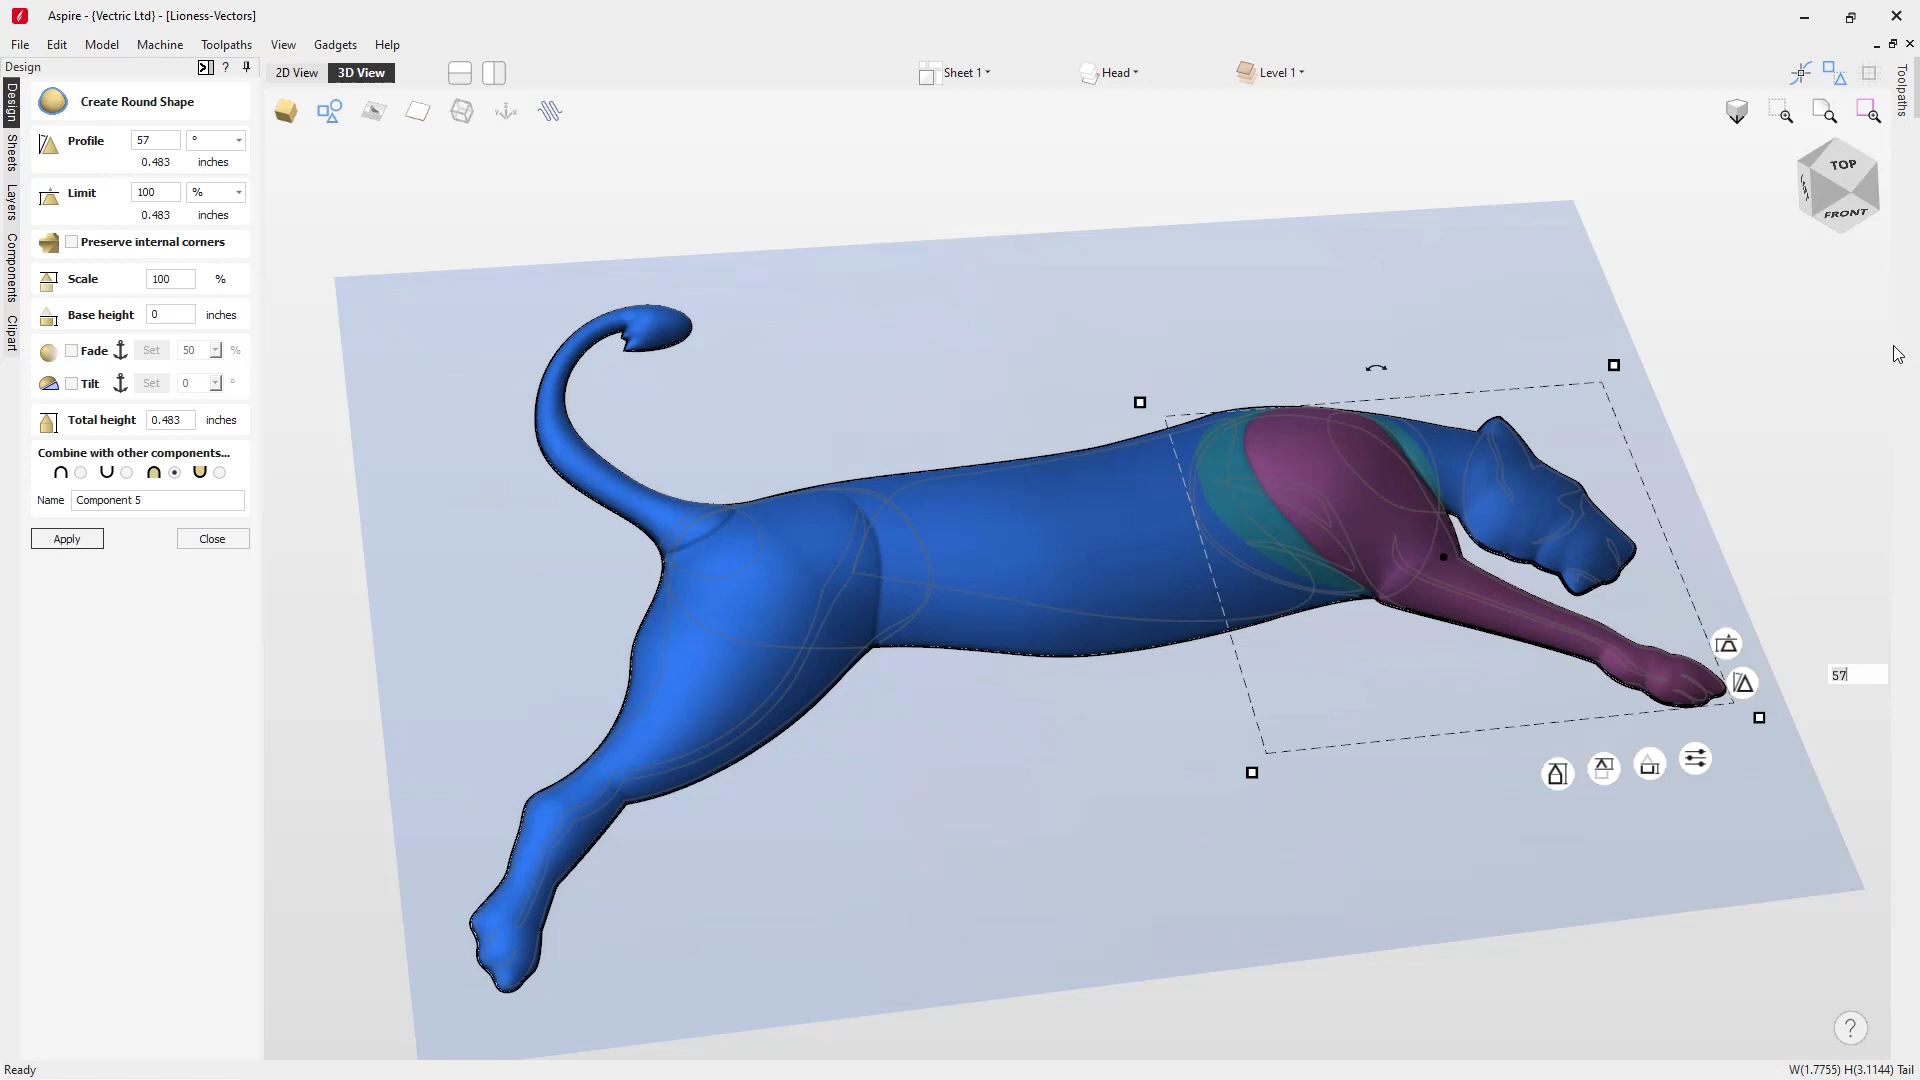 Aspire - {Vectric Ltd} - [Lioness-Vectors]
File Edit Model Machine Toolpaths View Gadgets Help
Design ?
2D View 3D View Sheet 1 Head Level 1
Toolpaths
Design
Sheets
Layers
Components
Clipart
Create Round Shape
Profile 57 °
0.483 inches
Limit 100 %
0.483 inches
Preserve internal corners
Scale 100 %
Base height 0 inches
Fade Set 50 %
Tilt Set 0 °
Total height 0.483 inches
Combine with other components...
Name Component 5
Apply Close
TOP
FRONT
57
?
Ready W(1.7755) H(3.1144) Tail